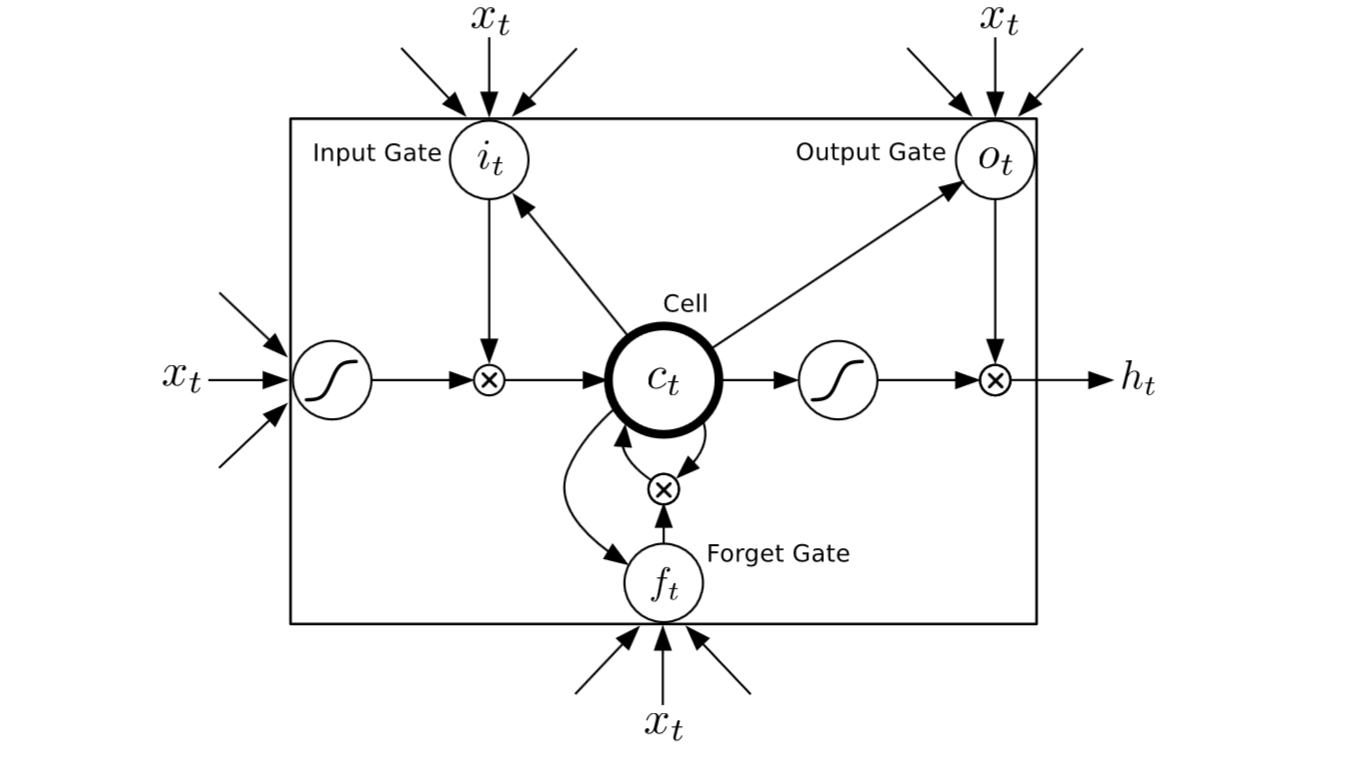 x_t
x_t
Input Gate
i_t
Output Gate
o_t
Cell
x_t
c_t
h_t
Forget Gate
f_t
x_t